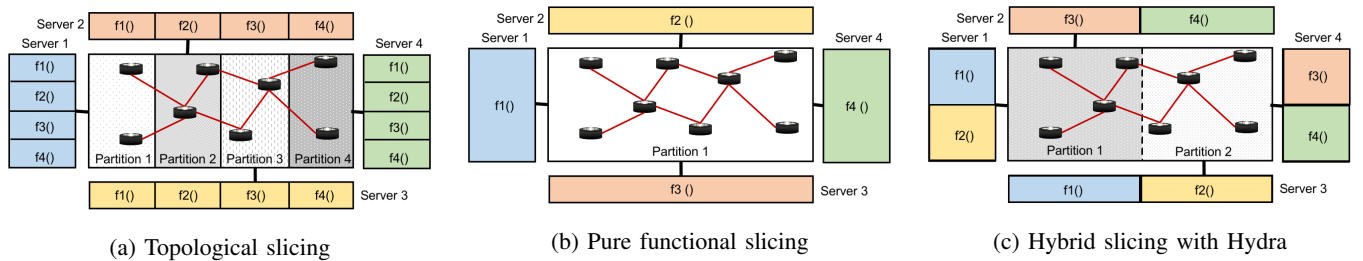 Server 2
f1() f2() f3() f4()
Server 1
Server 4
f1()
f2()
f3()
f4()
f1()
f2()
f3()
f4()
Partition 1 Partition 2 Partition 3 Partition 4
f1() f2() f3() f4()
Server 3
(a) Topological slicing
Server 2
f2 ()
Server 1
Server 4
f1()
f4 ()
Partition 1
f3 ()
Server 3
(b) Pure functional slicing
Server 2
f3() f4()
Server 1
Server 4
f1()
f2()
f3()
f4()
Partition 1 Partition 2
f1() f2()
Server 3
(c) Hybrid slicing with Hydra